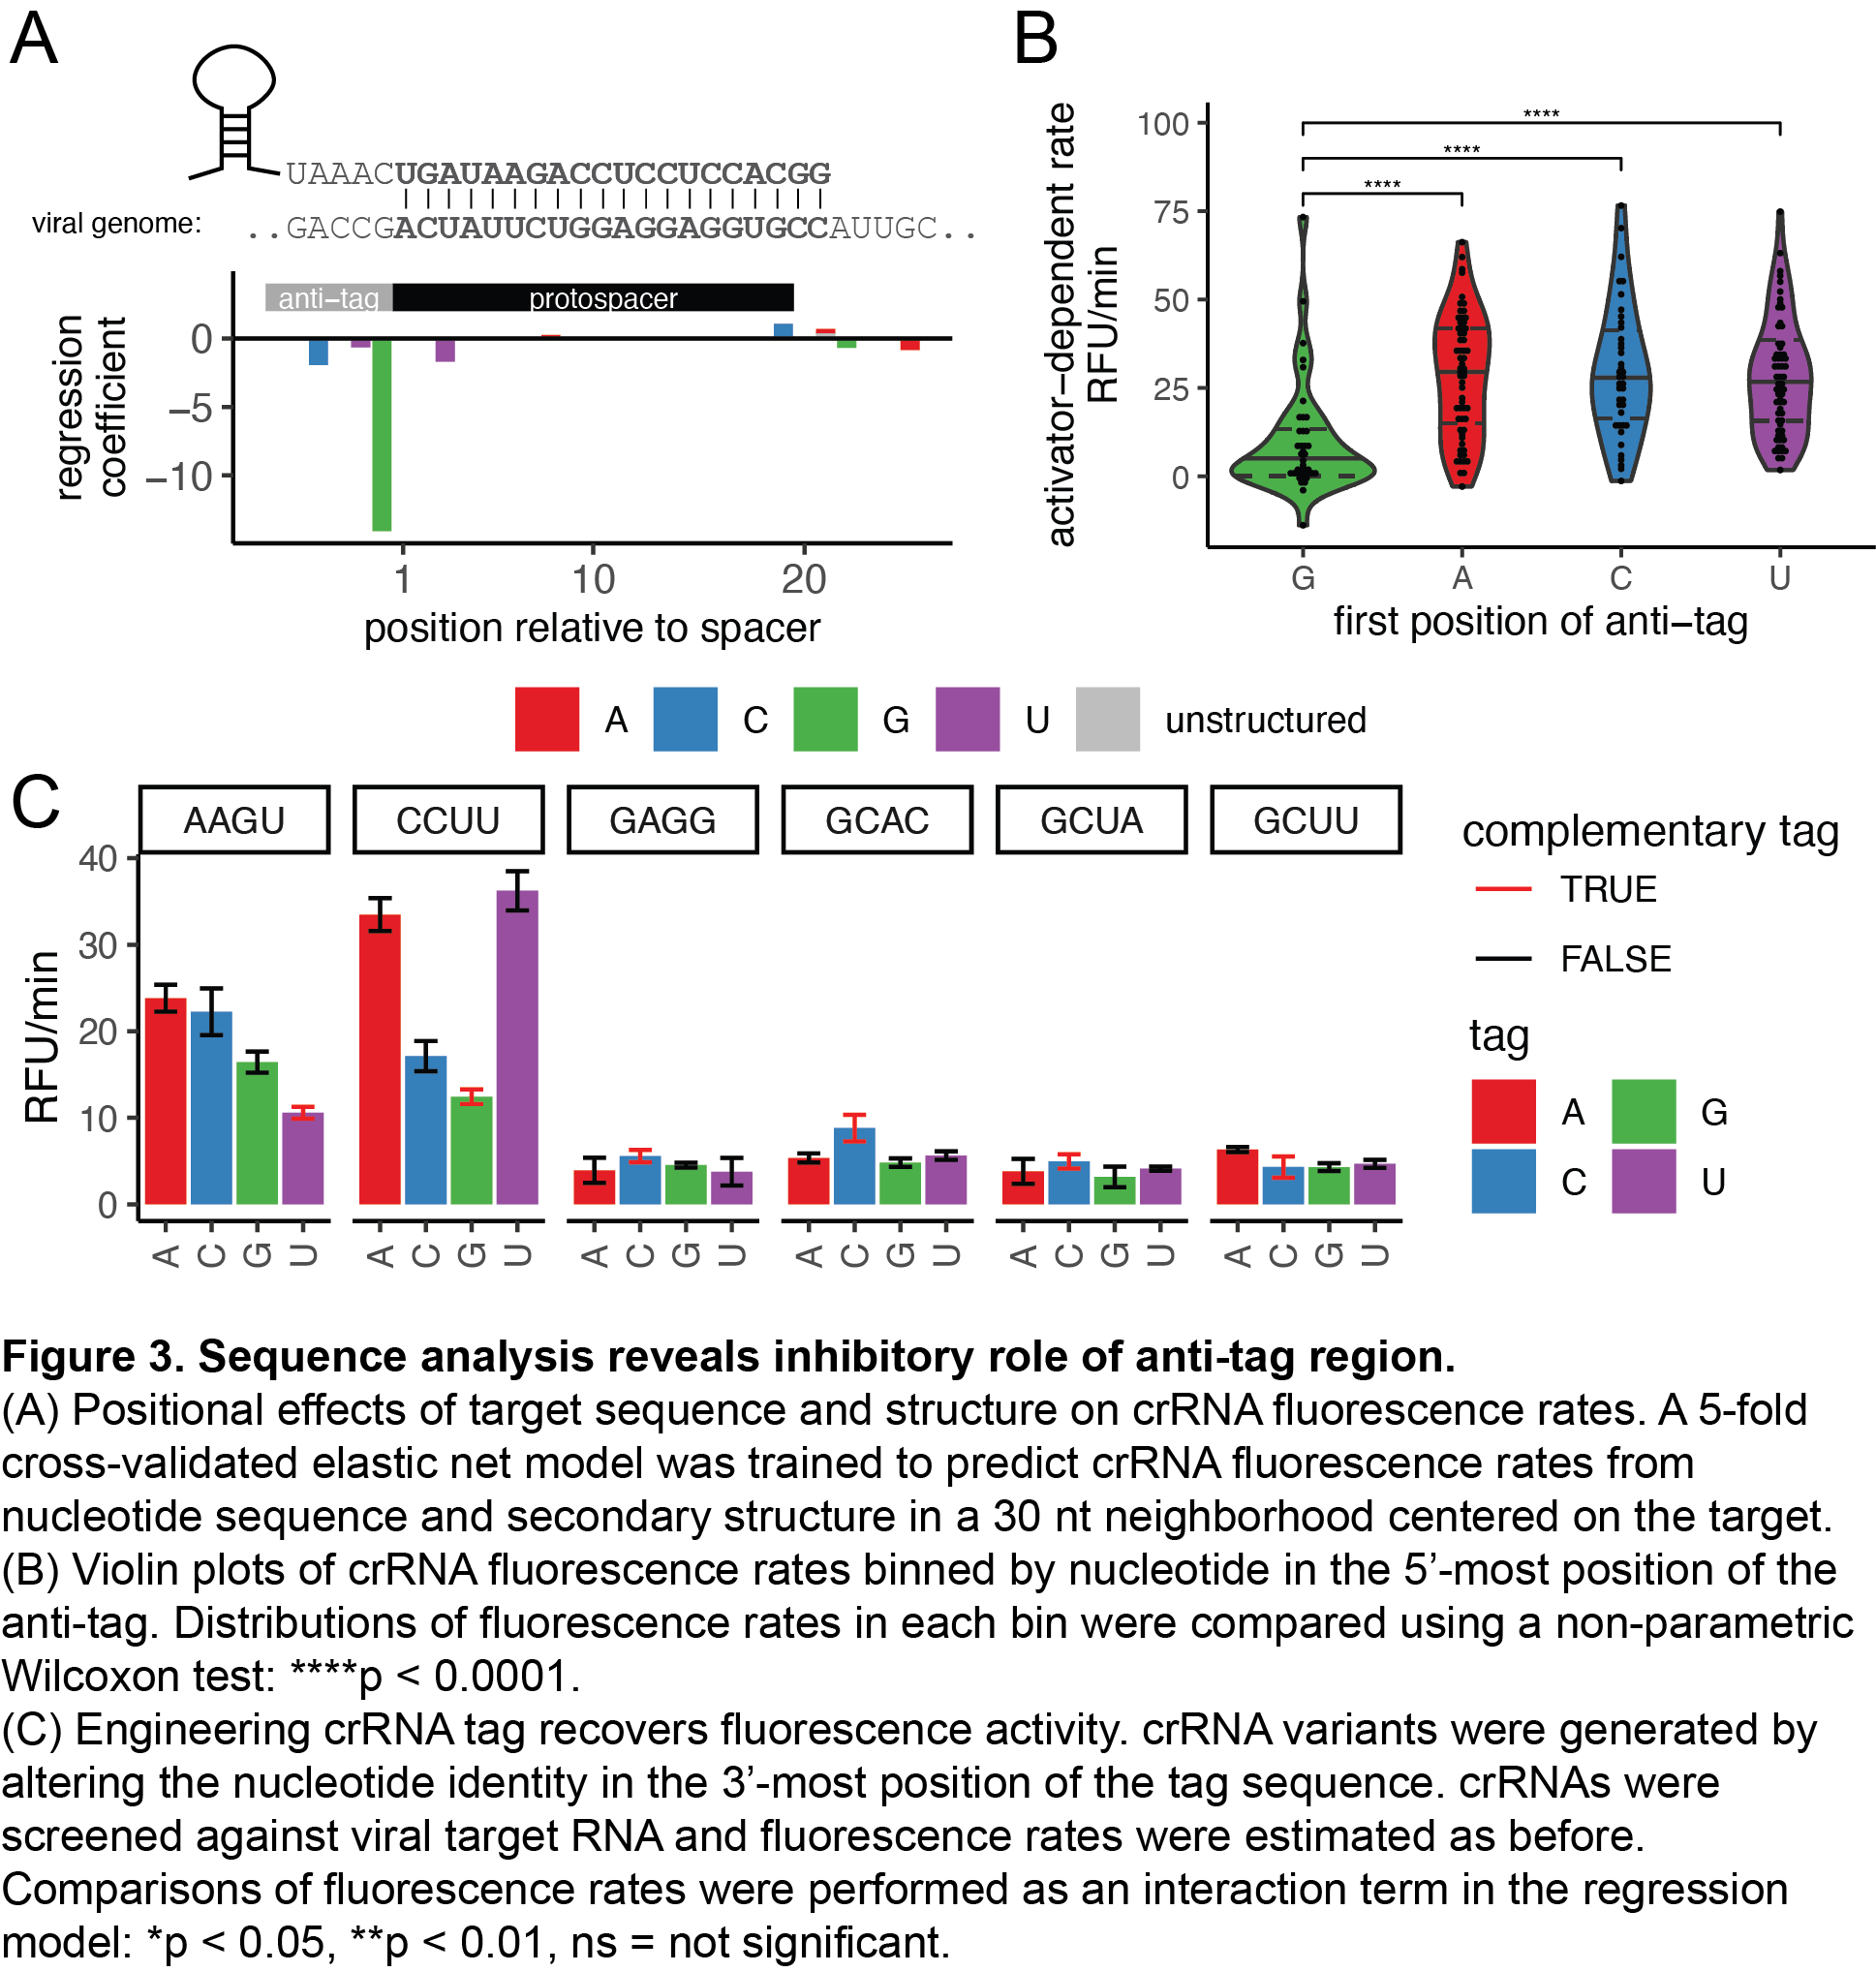 A
UAAACUGAUAAGACCUCCUCCACGG
viral genome:
..GACCGACUAUUCUGGAGGAGGUGCCAUUGC..
anti−tag
protospacer
regression
coefficient
0
−5
−10
1
10
20
position relative to spacer
B
activator−dependent rate
RFU/min
100
75
50
25
0
****
****
****
G
A
C
U
first position of anti−tag
A
C
G
U
unstructured
C
AAGU
CCUU
GAGG
GCAC
GCUA
GCUU
RFU/min
40
30
20
10
0
A C G U
A C G U
A C G U
A C G U
A C G U
A C G U
complementary tag
TRUE
FALSE
tag
A
G
C
U
Figure 3. Sequence analysis reveals inhibitory role of anti-tag region.
(A) Positional effects of target sequence and structure on crRNA fluorescence rates. A 5-fold
cross-validated elastic net model was trained to predict crRNA fluorescence rates from
nucleotide sequence and secondary structure in a 30 nt neighborhood centered on the target.
(B) Violin plots of crRNA fluorescence rates binned by nucleotide in the 5’-most position of the
anti-tag. Distributions of fluorescence rates in each bin were compared using a non-parametric
Wilcoxon test: ****p < 0.0001.
(C) Engineering crRNA tag recovers fluorescence activity. crRNA variants were generated by
altering the nucleotide identity in the 3’-most position of the tag sequence. crRNAs were
screened against viral target RNA and fluorescence rates were estimated as before.
Comparisons of fluorescence rates were performed as an interaction term in the regression
model: *p < 0.05, **p < 0.01, ns = not significant.